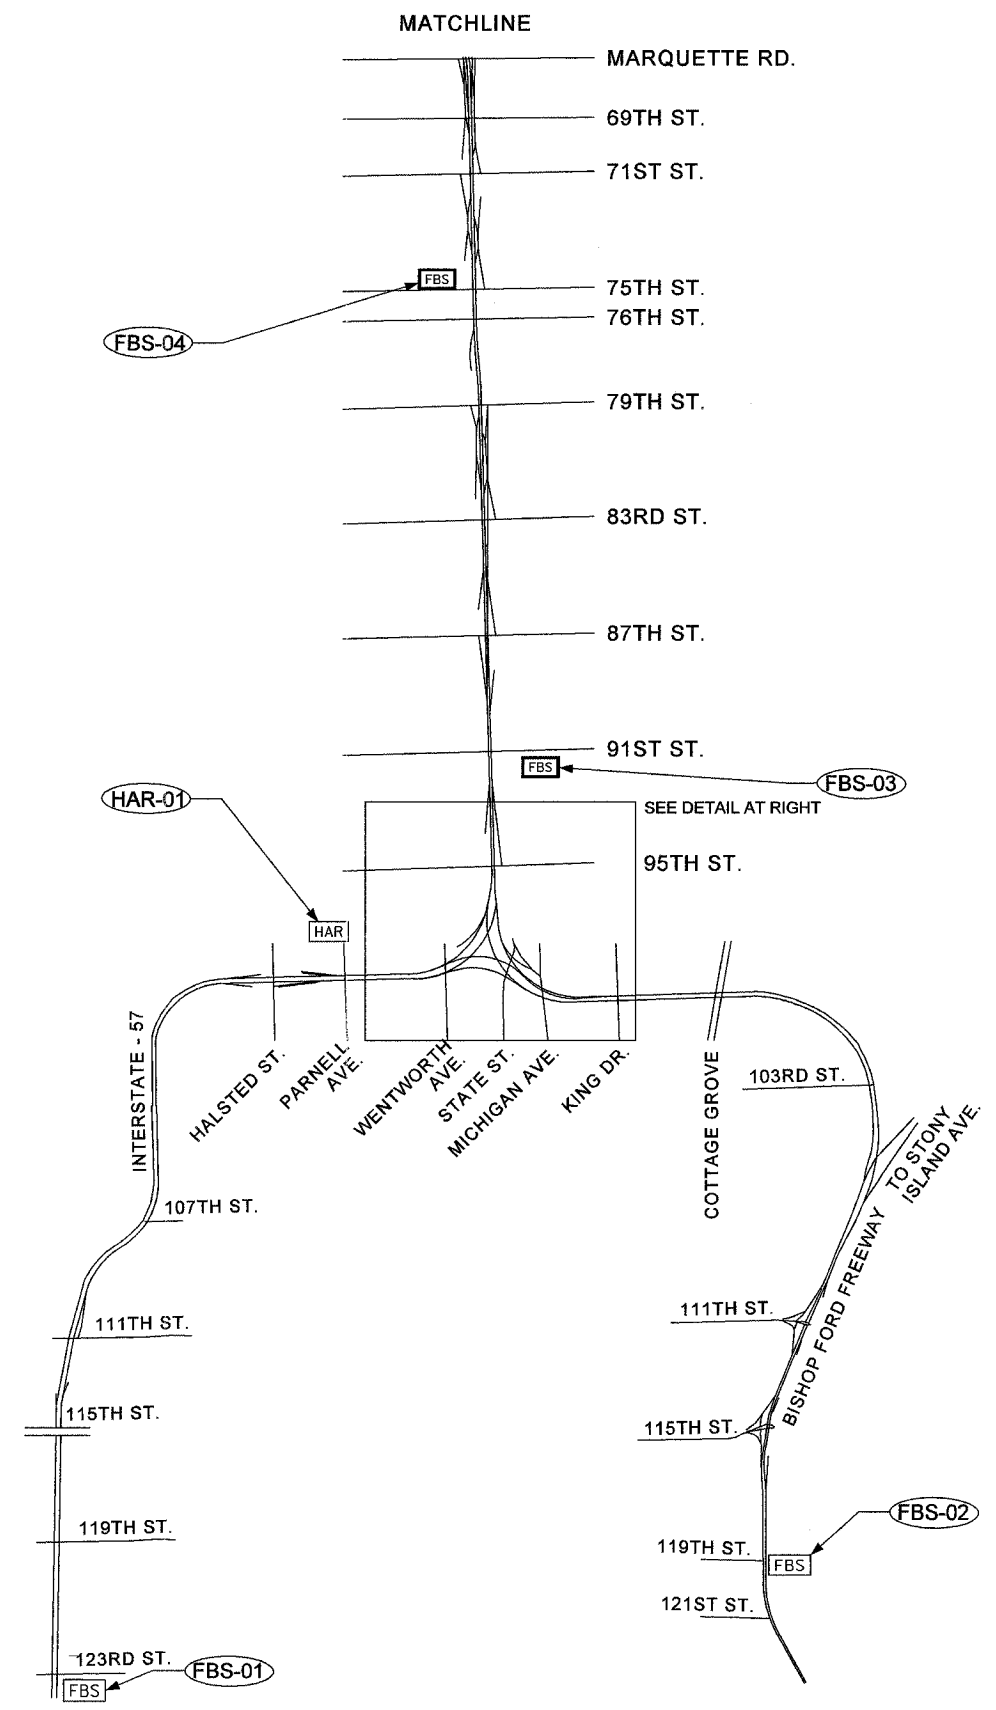 MATCHLINE
MARQUETTE RD.
69TH ST.
71ST ST.
FBS
75TH ST.
76TH ST.
FBS-04
79TH ST.
83RD ST.
87TH ST.
91ST ST.
FBS
FBS-03
HAR-01
SEE DETAIL AT RIGHT
95TH ST.
HAR
INTERSTATE - 57
HALSTED ST.
PARNELL
AVE.
WENTWORTH
AVE.
STATE ST.
MICHIGAN AVE.
KING DR.
COTTAGE GROVE
103RD ST.
TO STONY
ISLAND AVE.
107TH ST.
BISHOP FORD FREEWAY
111TH ST.
111TH ST.
115TH ST.
115TH ST.
FBS-02
119TH ST.
119TH ST.
FBS
121ST ST.
123RD ST.
FBS-01
FBS